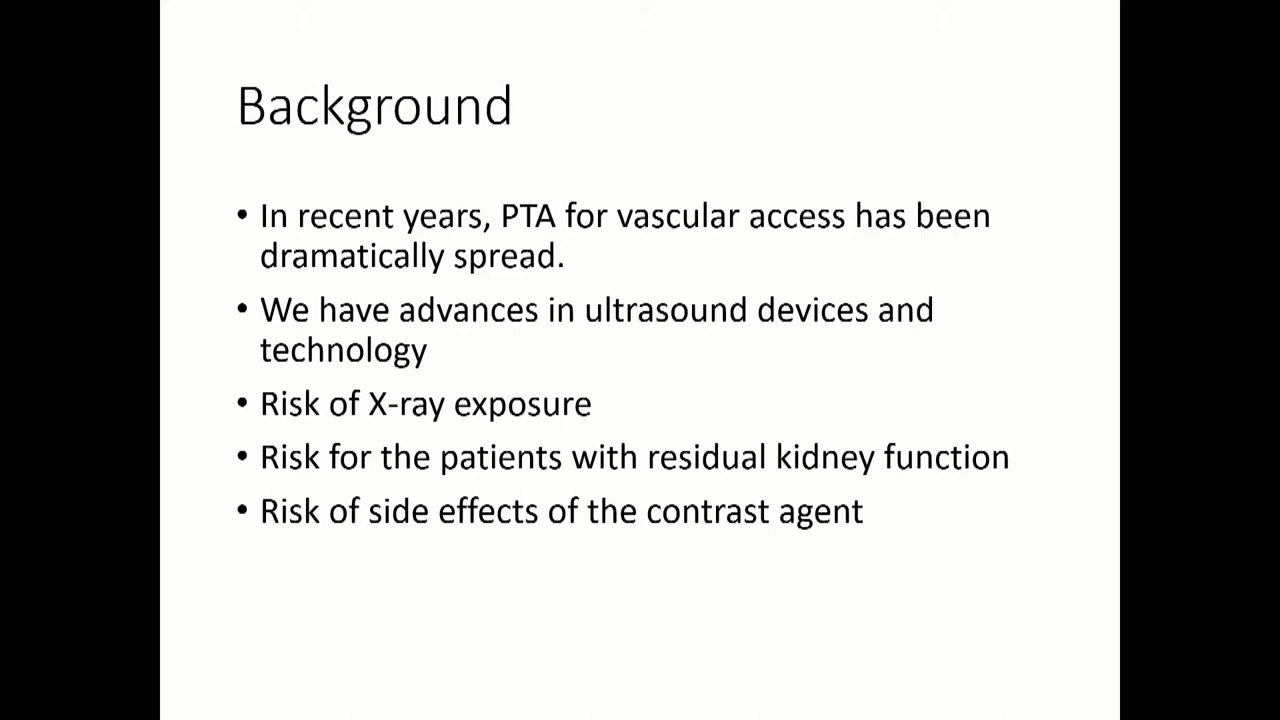 Background
• In recent years, PTA for vascular access has been
dramatically spread.
• We have advances in ultrasound devices and
technology
• Risk of X-ray exposure
• Risk for the patients with residual kidney function
• Risk of side effects of the contrast agent